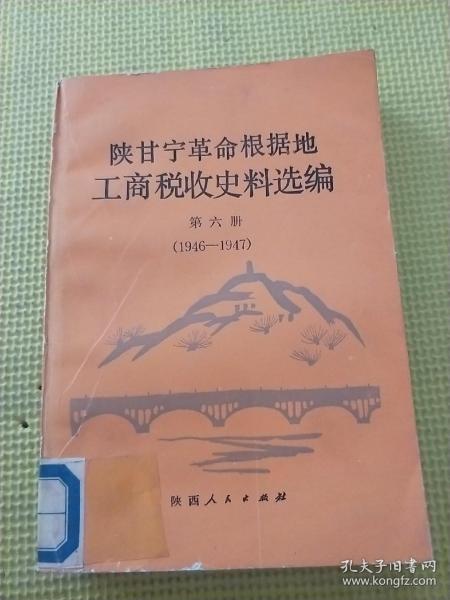 陕甘宁革命根据地
工商税收史料选编
第六册
(1946—1947)
陕西人民出版社
孔夫子旧书网
www.kongfz.com